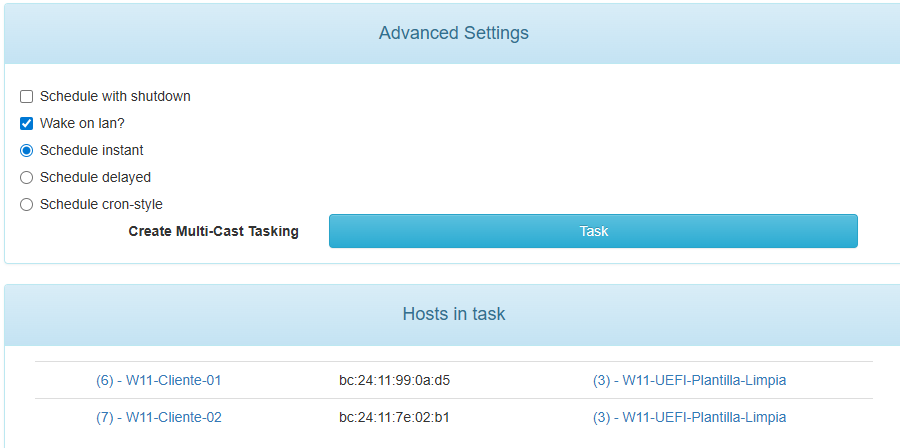 Advanced Settings
Schedule with shutdown
Wake on lan?
Schedule instant
Schedule delayed
Schedule cron-style
Create Multi-Cast Tasking Task
Hosts in task
(6) - W11-Cliente-01 bc:24:11:99:0a:d5 (3) - W11-UEFI-Plantilla-Limpia
(7) - W11-Cliente-02 bc:24:11:7e:02:b1 (3) - W11-UEFI-Plantilla-Limpia